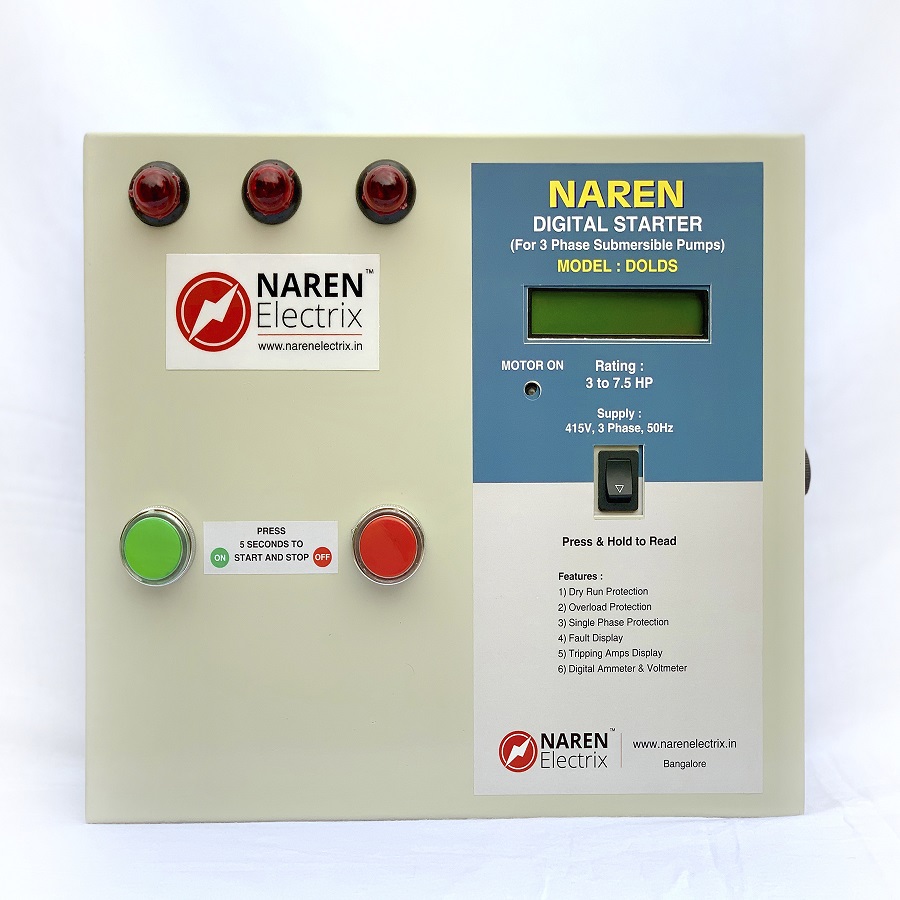 NAREN™
Electrix
www.narenelectrix.in
PRESS
5 SECONDS TO
ON START AND STOP OFF
NAREN
DIGITAL STARTER
(For 3 Phase Submersible Pumps)
MODEL : DOLDS
MOTOR ON
Rating :
3 to 7.5 HP
Supply :
415V, 3 Phase, 50Hz
Press & Hold to Read
Features :
1) Dry Run Protection
2) Overload Protection
3) Single Phase Protection
4) Fault Display
5) Tripping Amps Display
6) Digital Ammeter & Voltmeter
NAREN™
Electrix
www.narenelectrix.in
Bangalore